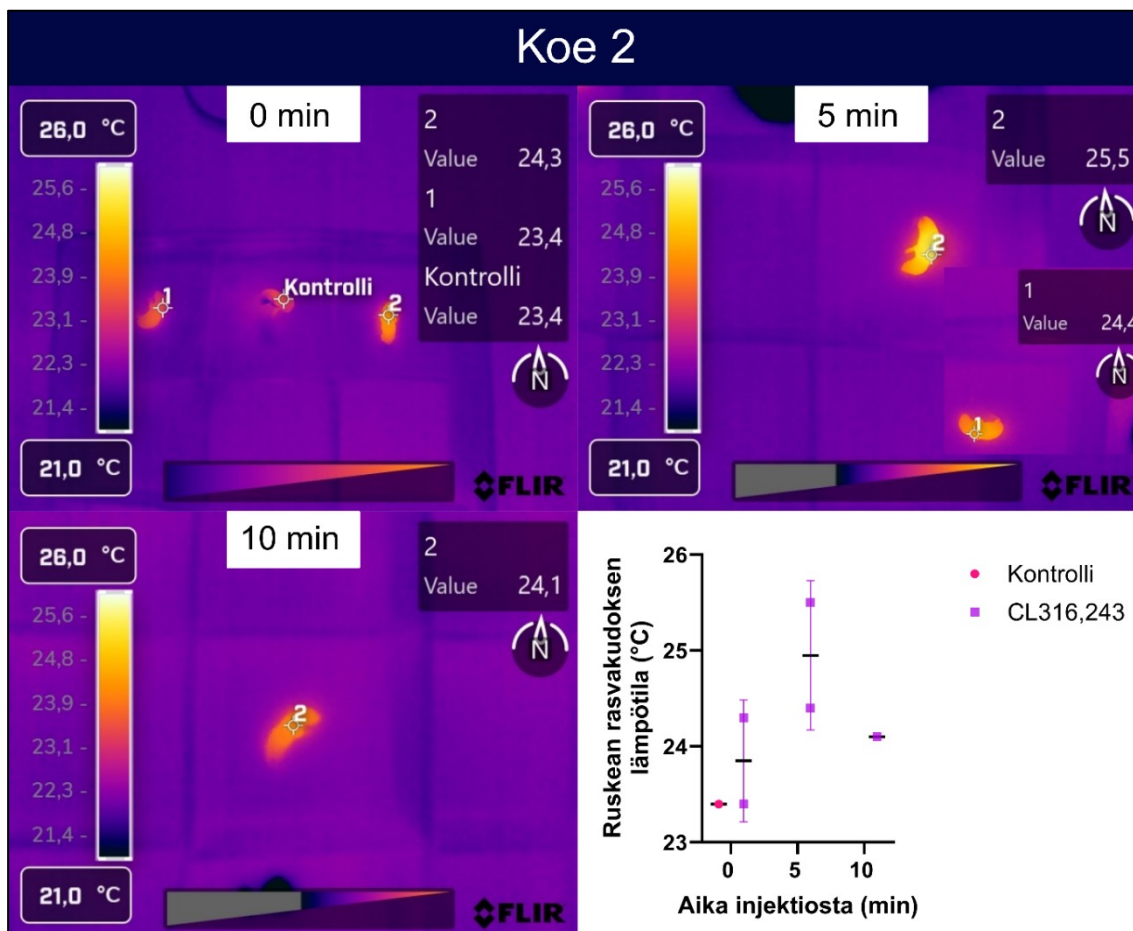 Koe 2
0 min
26,0 °C
25,6 -
24,8 -
23,9 -
23,1 -
22,3 -
21,4 -
21,0 °C
1
Kontrolli
2
2
Value 24,3
1
Value 23,4
Kontrolli
Value 23,4
N
FLIR
5 min
26,0 °C
25,6 -
24,8 -
23,9 -
23,1 -
22,3 -
21,4 -
21,0 °C
2
1
2
Value 25,5
N
1
Value 24,4
N
FLIR
10 min
26,0 °C
25,6 -
24,8 -
23,9 -
23,1 -
22,3 -
21,4 -
21,0 °C
2
2
Value 24,1
N
FLIR
Ruskean rasvakudoksen
lämpötila (°C)
26
25
24
23
0 5 10
Aika injektiosta (min)
Kontrolli
CL316,243